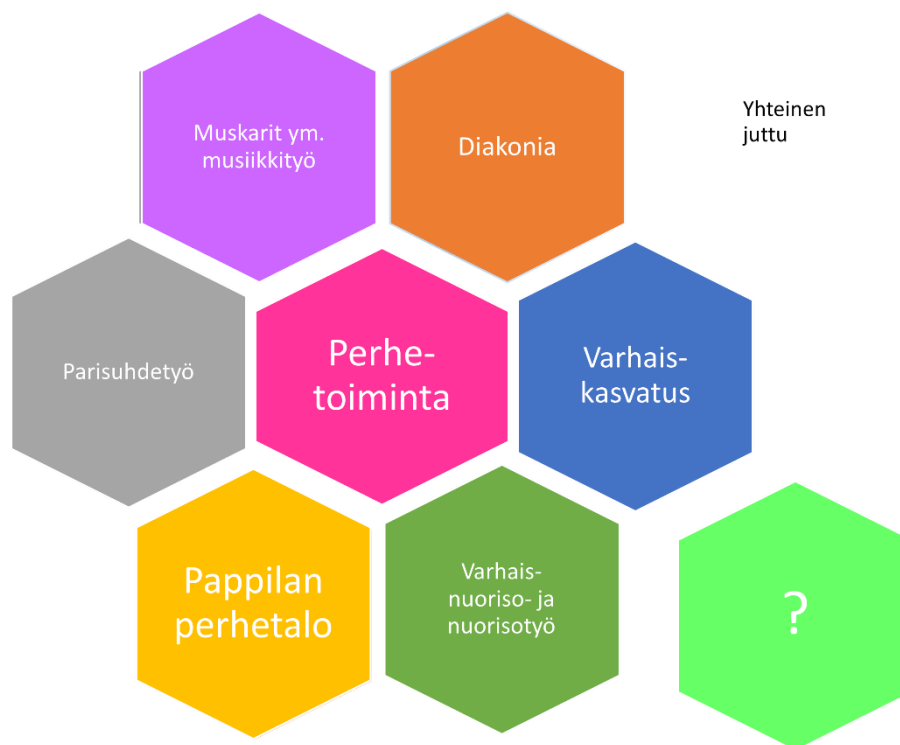 Muskarit ym.
musiikkityö
Diakonia
Yhteinen
juttu
Parisuhdetyö
Perhe-
toiminta
Varhais-
kasvatus
Pappilan
perhetalo
Varhais-
nuoriso- ja
nuorisotyö
?